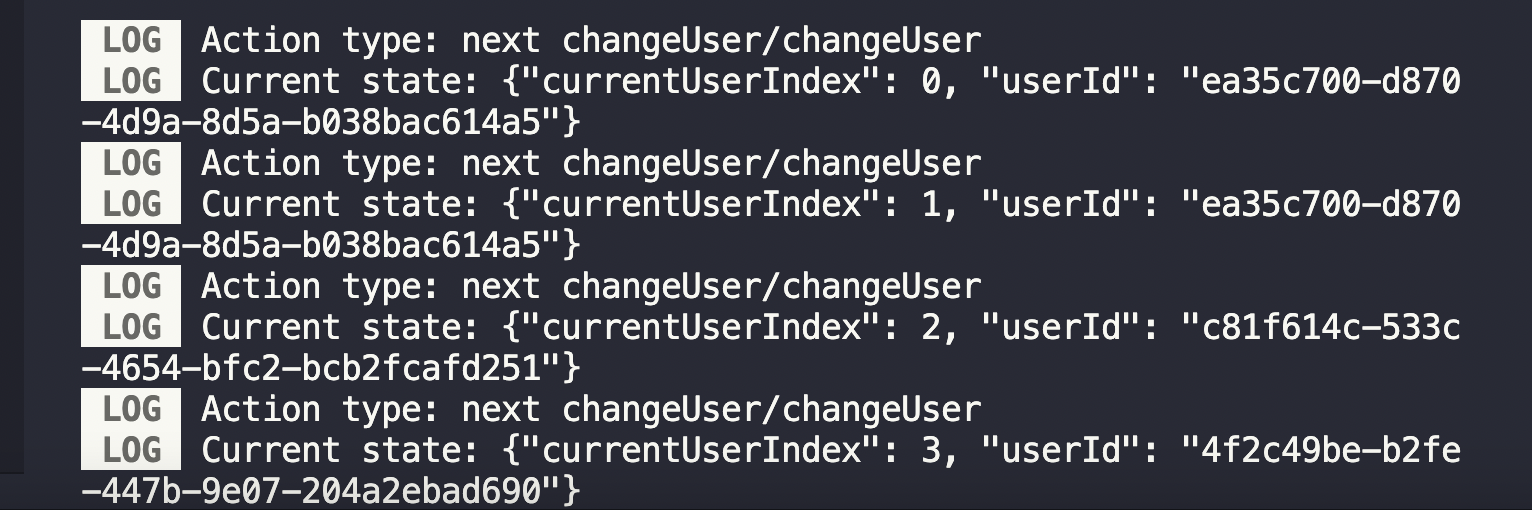 LOG Action type: next changeUser/changeUser
LOG Current state: {"currentUserIndex": 0, "userId": "ea35c700-d870
-4d9a-8d5a-b038bac614a5"}
LOG Action type: next changeUser/changeUser
LOG Current state: {"currentUserIndex": 1, "userId": "ea35c700-d870
-4d9a-8d5a-b038bac614a5"}
LOG Action type: next changeUser/changeUser
LOG Current state: {"currentUserIndex": 2, "userId": "c81f614c-533c
-4654-bfc2-bcb2fcafd251"}
LOG Action type: next changeUser/changeUser
LOG Current state: {"currentUserIndex": 3, "userId": "4f2c49be-b2fe
-447b-9e07-204a2ebad690"}